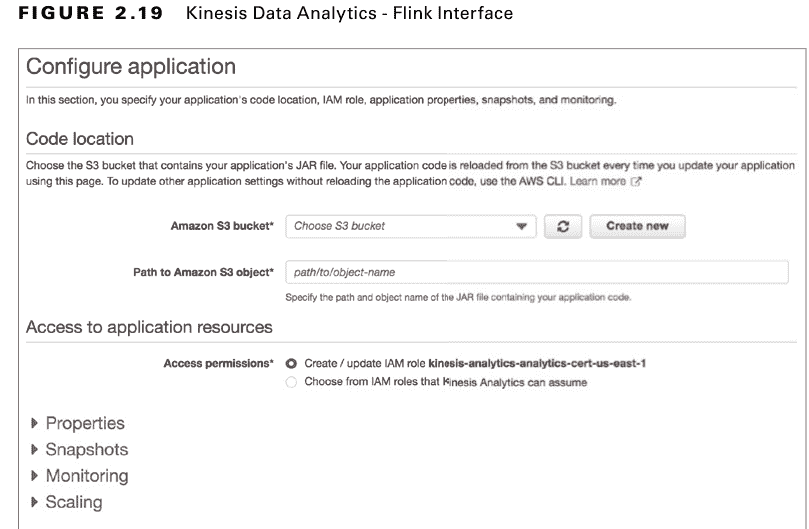 FIGURE 2.19 Kinesis Data Analytics - Flink Interface
Configure application
In this section, you specify your application's code location, IAM role, application properties, snapshots, and monitoring.
Code location
Choose the S3 bucket that contains your application's JAR file. Your application code is reloaded from the S3 bucket every time you update your application
using this page. To update other application settings without reloading the application code, use the AWS CLI. Learn more
Amazon S3 bucket* Choose S3 bucket Create new
Path to Amazon S3 object* path/to/object-name
Specify the path and object name of the JAR file containing your application code.
Access to application resources
Access permissions* Create / update IAM role kinesis-analytics-analytics-cert-us-east-1
Choose from IAM roles that Kinesis Analytics can assume
Properties
Snapshots
Monitoring
Scaling